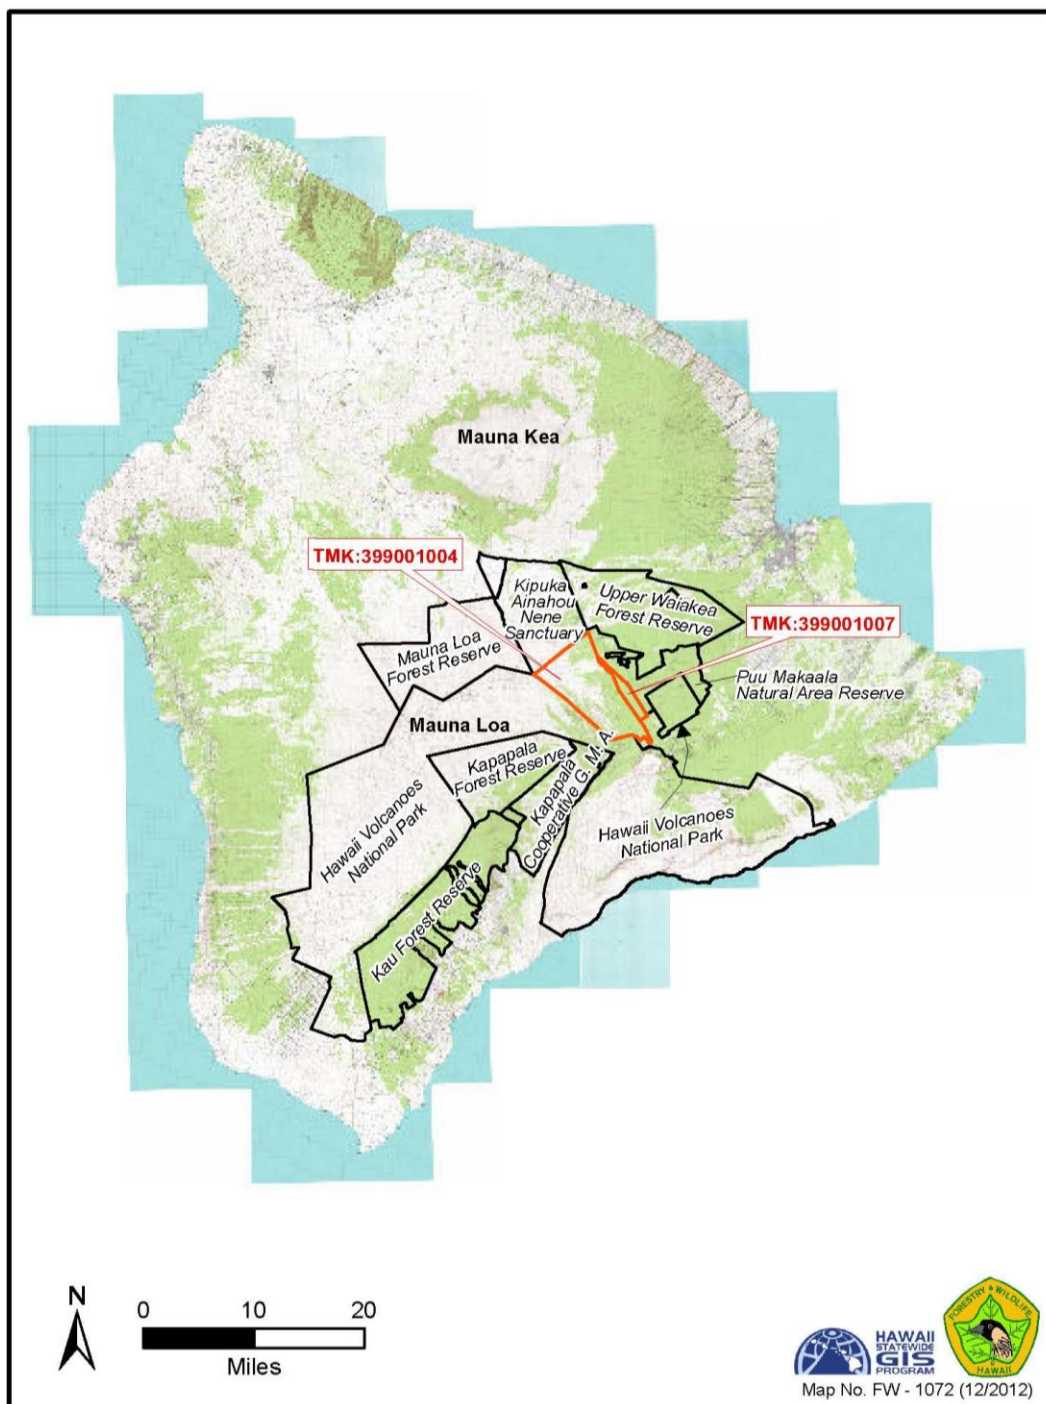 Mauna Kea
TMK:399001004
Kipuka
Ainahou
Nene
Sanctuary
Upper Waiakea
Forest Reserve
TMK:399001007
Mauna Loa
Forest Reserve
Puu Makaala
Natural Area Reserve
Mauna Loa
Kapapala
Forest Reserve
Kapapala
Cooperative G. M. A.
Hawaii Volcanoes
National Park
Hawaii Volcanoes
National Park
Kau Forest Reserve
N
0 10 20
Miles
HAWAII
STATEWIDE
GIS
PROGRAM
FORESTRY & WILDLIFE
HAWAII
Map No. FW - 1072 (12/2012)